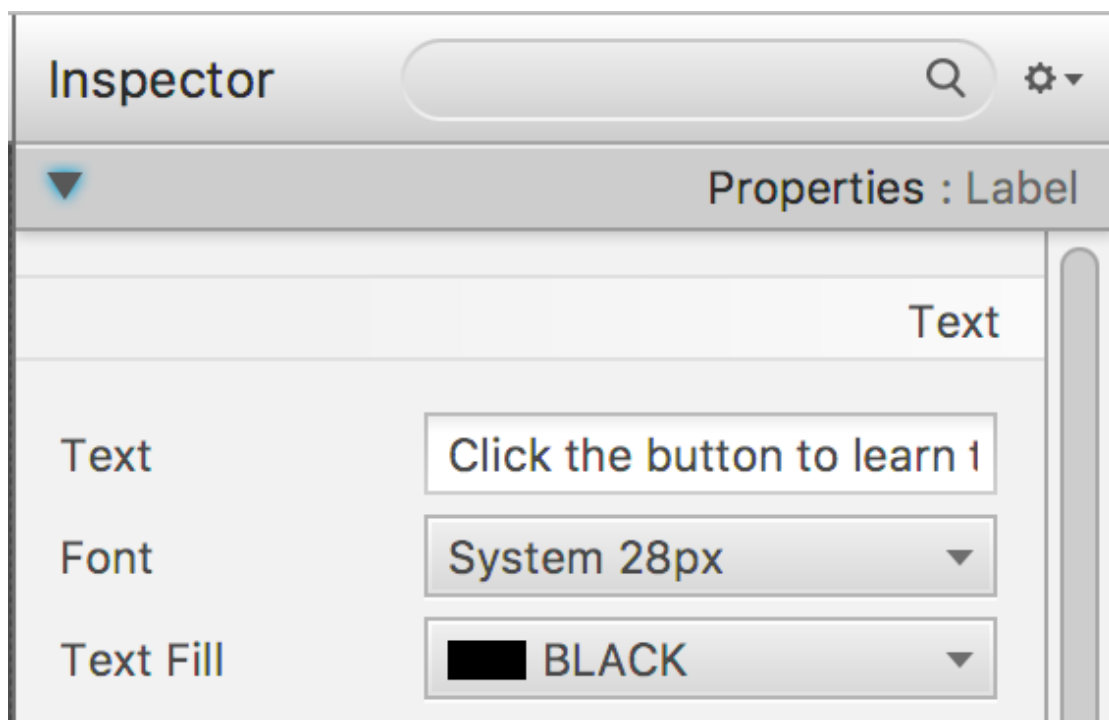 Inspector
Properties : Label
Text
Text Click the button to learn
Font System 28px
Text Fill BLACK